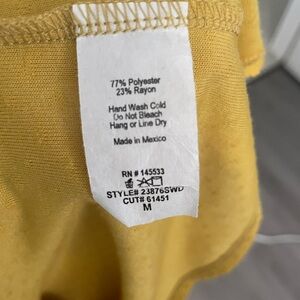 77% Polyester
23% Rayon
Hand Wash Cold
Do Not Bleach
Hang or Line Dry
Made in Mexico
RN # 145533
STYLE# 23876SWD
CUT# 61451
M